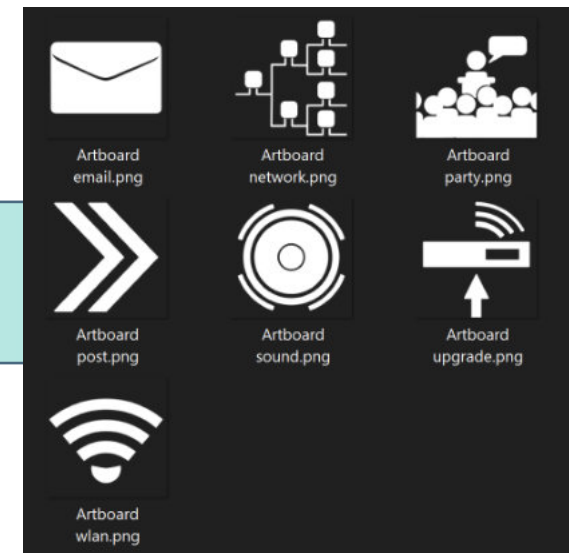 Artboard
email.png
Artboard
network.png
Artboard
party.png
Artboard
post.png
Artboard
sound.png
Artboard
upgrade.png
Artboard
wlan.png